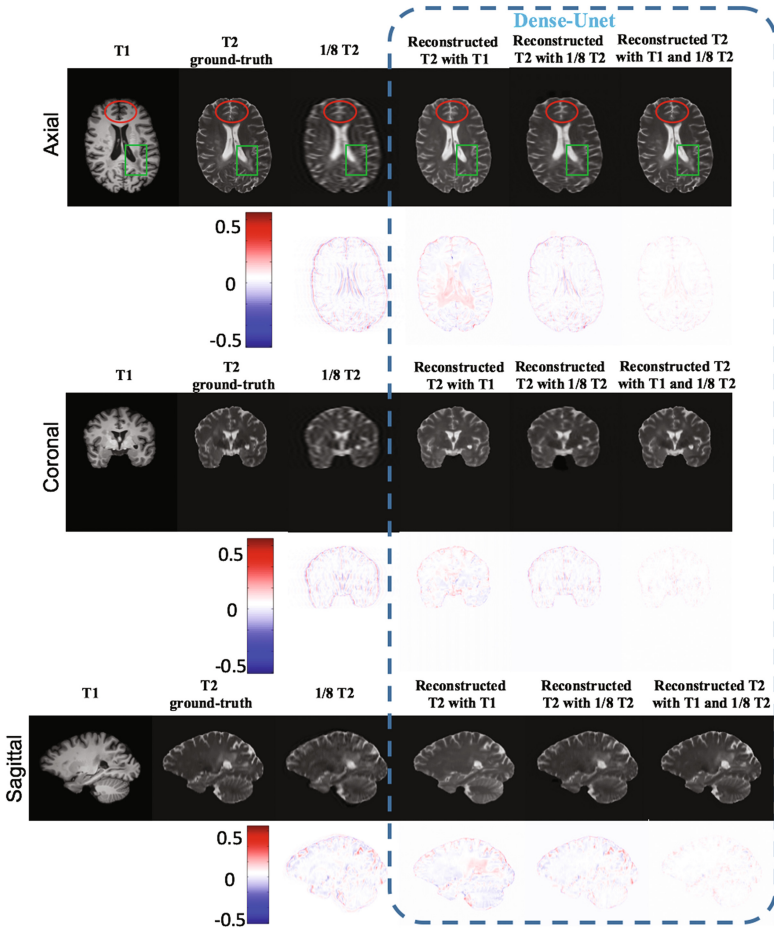 Dense-Unet
T1
T2
ground-truth
1/8 T2
Reconstructed
T2 with T1
Reconstructed
T2 with 1/8 T2
Reconstructed T2
with T1 and 1/8 T2
Axial
0.5
0
-0.5
T1
T2
ground-truth
1/8 T2
Reconstructed
T2 with T1
Reconstructed
T2 with 1/8 T2
Reconstructed T2
with T1 and 1/8 T2
Coronal
0.5
0
-0.5
T1
T2
ground-truth
1/8 T2
Reconstructed
T2 with T1
Reconstructed
T2 with 1/8 T2
Reconstructed T2
with T1 and 1/8 T2
Sagittal
0.5
0
-0.5